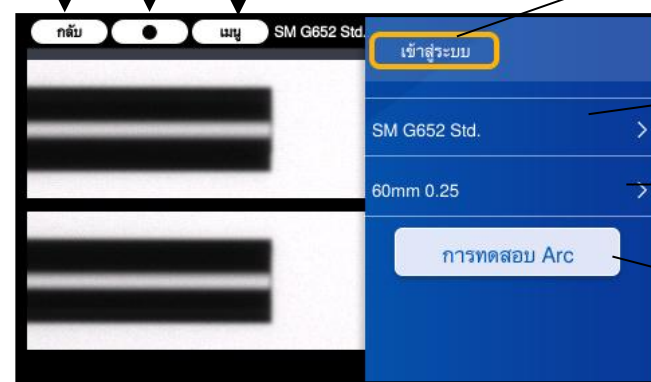 กลับ ● เมนู SM G652 Std.
เข้าสู่ระบบ
SM G652 Std. >
60mm 0.25 >
การทดสอบ Arc